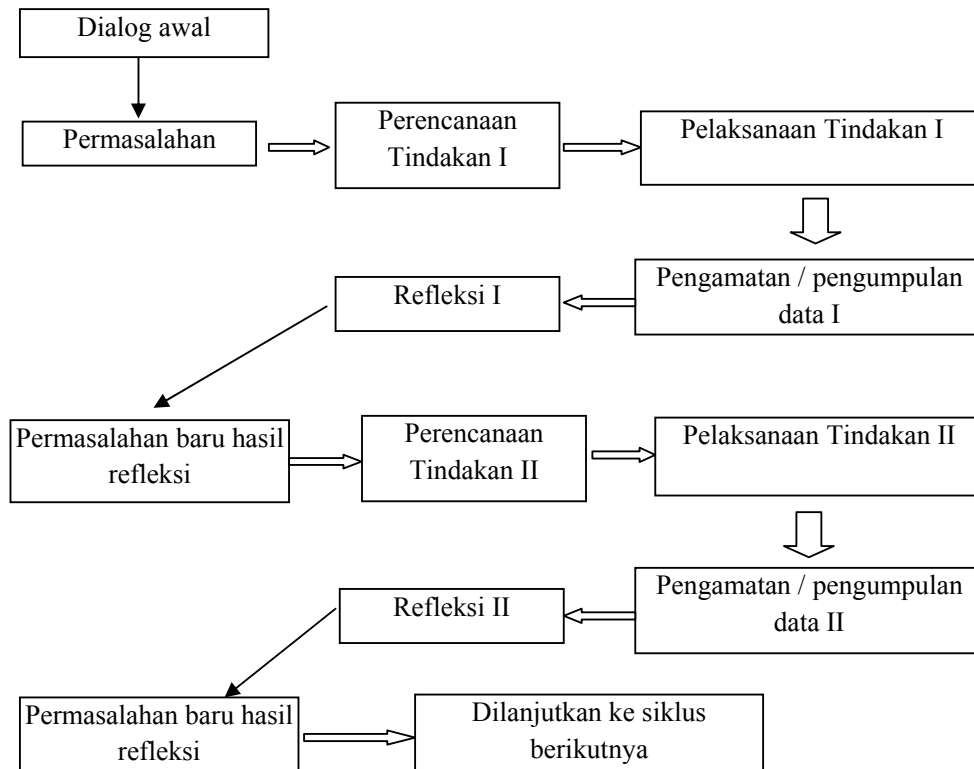 Dialog awal
Permasalahan
Perencanaan
Tindakan I
Pelaksanaan Tindakan I
Pengamatan / pengumpulan
data I
Refleksi I
Permasalahan baru hasil
refleksi
Perencanaan
Tindakan II
Pelaksanaan Tindakan II
Pengamatan / pengumpulan
data II
Refleksi II
Permasalahan baru hasil
refleksi
Dilanjutkan ke siklus
berikutnya